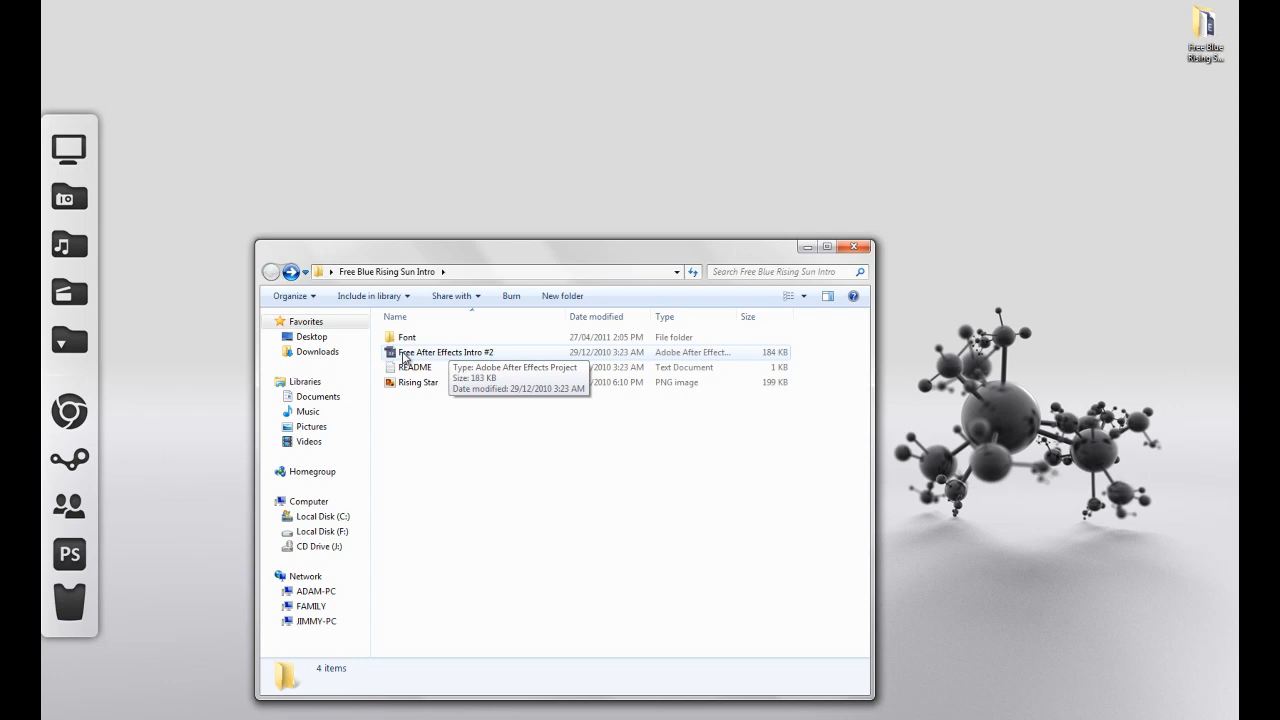 Free Blue
Rising S...
Free Blue Rising Sun Intro
Search Free Blue Rising Sun Intro
Organize
Include in library
Share with
Burn
New folder
Name
Date modified
Type
Size
Favorites
Desktop
Downloads
Libraries
Documents
Music
Pictures
Videos
Homegroup
Computer
Local Disk (C:)
Local Disk (F:)
CD Drive (J:)
Network
ADAM-PC
FAMILY
JIMMY-PC
Font 27/04/2011 2:05 PM File folder
Free After Effects Intro #2 29/12/2010 3:23 AM Adobe After Effect... 184 KB
README /2010 3:23 AM Text Document 1 KB
Rising Star /2010 6:10 PM PNG image 199 KB
Type: Adobe After Effects Project
Size: 183 KB
Date modified: 29/12/2010 3:23 AM
4 items
Ps